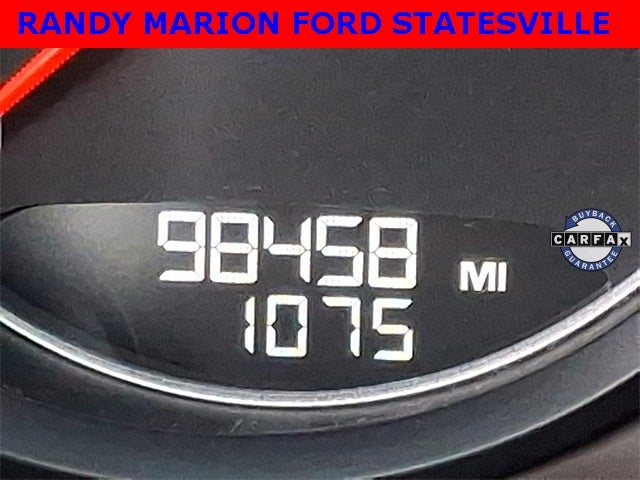 RANDY MARION FORD STATESVILLE
98458 MI
1075
BUYBACK
CARFAX
GUARANTEE